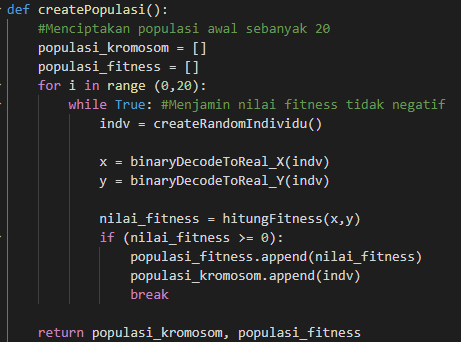 def createPopulasi():
    #Menciptakan populasi awal sebanyak 20
    populasi_kromosom = []
    populasi_fitness = []
    for i in range (0,20):
        while True: #Menjamin nilai fitness tidak negatif
            indv = createRandomIndividu()

            x = binaryDecodeToReal_X(indv)
            y = binaryDecodeToReal_Y(indv)

            nilai_fitness = hitungFitness(x,y)
            if (nilai_fitness >= 0):
                populasi_fitness.append(nilai_fitness)
                populasi_kromosom.append(indv)
                break

    return populasi_kromosom, populasi_fitness